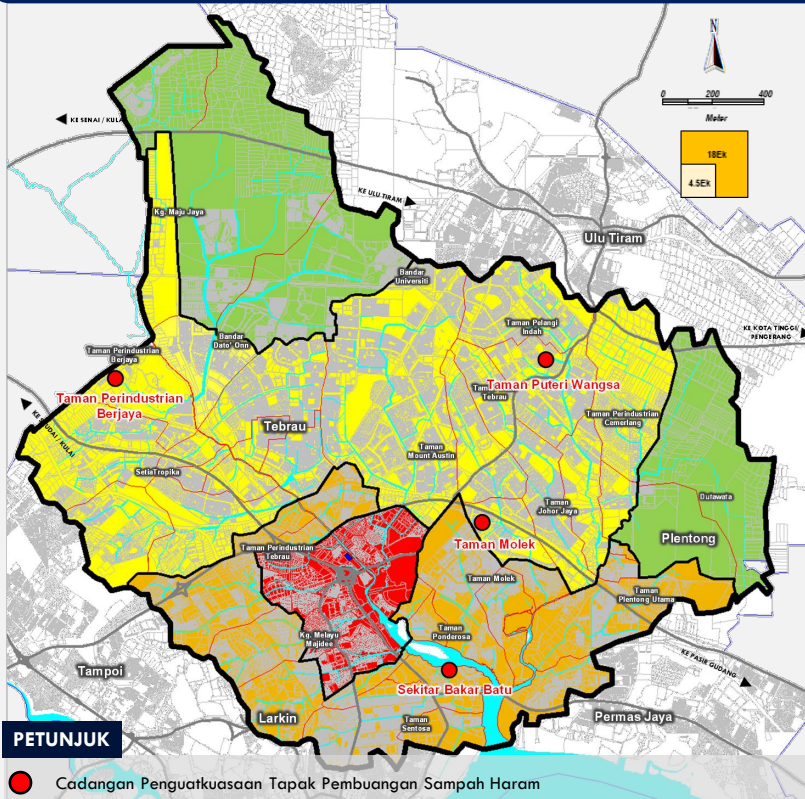 N
0 200 400
Meter
18Ek
4.5Ek
KE SENAI / KULAI
KE ULU TIRAM
Kg. Maju Jaya
Ulu Tiram
Bandar
Universiti
KE KOTA TINGGI,
PENGERANG
Taman Pelangi
Indah
Bandar
Dato' Onn
Taman Perindustrian
Berjaya
Taman Puteri Wangsa
Taman Perindustrian
Berjaya
Tebrau
Taman Perindustrian
Cemerlang
Tebrau
KE SKUDAI / KULAI
Taman
Mount Austin
SetiaTropika
Dutawata
Taman
Johor Jaya
Plentong
Taman Molek
Taman Perindustrian
Tebrau
Taman Molek
Taman
Plentong Utama
Taman
Ponderosa
Kg. Melayu
Majidee
KE PASIR GUDANG
Tampoi
Sekitar Bakar Batu
Larkin
Taman
Sentosa
Permas Jaya
PETUNJUK
Cadangan Penguatkuasaan Tapak Pembuangan Sampah Haram